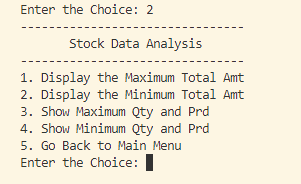 Enter the Choice: 2
------------------------------
Stock Data Analysis
------------------------------
1. Display the Maximum Total Amt
2. Display the Minimum Total Amt
3. Show Maximum Qty and Prd
4. Show Minimum Qty and Prd
5. Go Back to Main Menu
Enter the Choice: